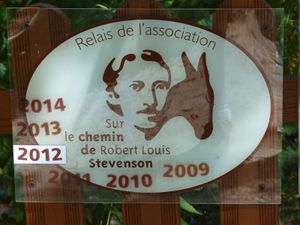 Relais de l'association
2014
2013
2012
2011
2010
2009
Sur
le chemin
de Robert Louis
Stevenson